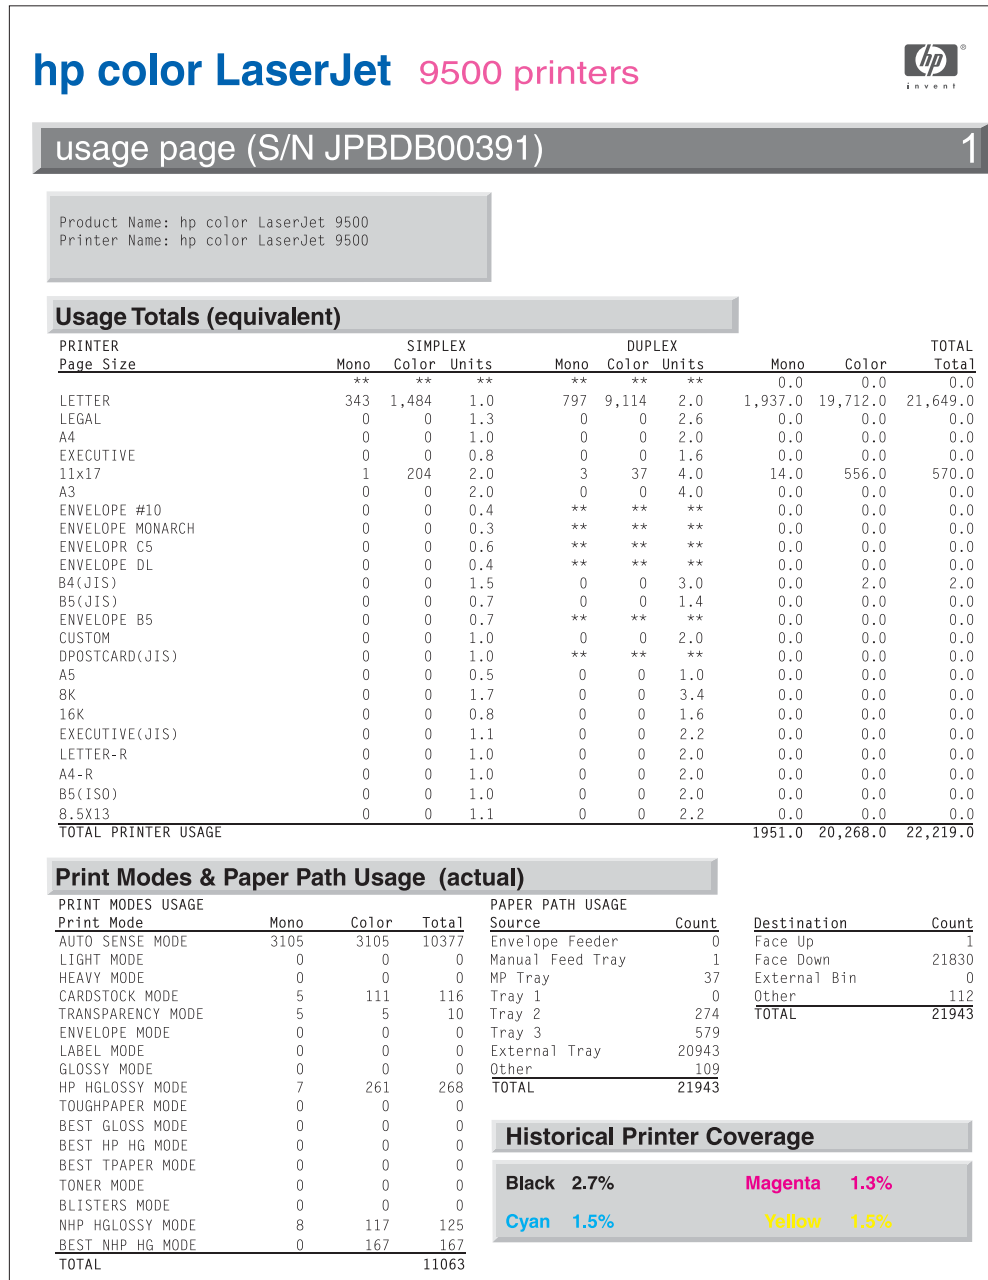 hp color LaserJet 9500 printers
hp
®
invent
usage page (S/N JPBDB00391) 1
Product Name: hp color LaserJet 9500
Printer Name: hp color LaserJet 9500
Usage Totals (equivalent)
PRINTER SIMPLEX DUPLEX TOTAL
Page Size Mono Color Units Mono Color Units Mono Color Total
** ** ** ** ** ** 0.0 0.0 0.0
LETTER 343 1,484 1.0 797 9,114 2.0 1,937.0 19,712.0 21,649.0
LEGAL 0 0 1.3 0 0 2.6 0.0 0.0 0.0
A4 0 0 1.0 0 0 2.0 0.0 0.0 0.0
EXECUTIVE 0 0 0.8 0 0 1.6 0.0 0.0 0.0
11x17 1 204 2.0 3 37 4.0 14.0 556.0 570.0
A3 0 0 2.0 0 0 4.0 0.0 0.0 0.0
ENVELOPE #10 0 0 0.4 ** ** ** 0.0 0.0 0.0
ENVELOPE MONARCH 0 0 0.3 ** ** ** 0.0 0.0 0.0
ENVELOPR C5 0 0 0.6 ** ** ** 0.0 0.0 0.0
ENVELOPE DL 0 0 0.4 ** ** ** 0.0 0.0 0.0
B4(JIS) 0 0 1.5 0 0 3.0 0.0 2.0 2.0
B5(JIS) 0 0 0.7 0 0 1.4 0.0 0.0 0.0
ENVELOPE B5 0 0 0.7 ** ** ** 0.0 0.0 0.0
CUSTOM 0 0 1.0 0 0 2.0 0.0 0.0 0.0
DPOSTCARD(JIS) 0 0 1.0 ** ** ** 0.0 0.0 0.0
A5 0 0 0.5 0 0 1.0 0.0 0.0 0.0
8K 0 0 1.7 0 0 3.4 0.0 0.0 0.0
16K 0 0 0.8 0 0 1.6 0.0 0.0 0.0
EXECUTIVE(JIS) 0 0 1.1 0 0 2.2 0.0 0.0 0.0
LETTER-R 0 0 1.0 0 0 2.0 0.0 0.0 0.0
A4-R 0 0 1.0 0 0 2.0 0.0 0.0 0.0
B5(ISO) 0 0 1.0 0 0 2.0 0.0 0.0 0.0
8.5X13 0 0 1.1 0 0 2.2 0.0 0.0 0.0
TOTAL PRINTER USAGE 1951.0 20,268.0 22,219.0
Print Modes & Paper Path Usage (actual)
PRINT MODES USAGE
Print Mode Mono Color Total
AUTO SENSE MODE 3105 3105 10377
LIGHT MODE 0 0 0
HEAVY MODE 0 0 0
CARDSTOCK MODE 5 111 116
TRANSPARENCY MODE 5 5 10
ENVELOPE MODE 0 0 0
LABEL MODE 0 0 0
GLOSSY MODE 0 0 0
HP HGLOSSY MODE 7 261 268
TOUGHPAPER MODE 0 0 0
BEST GLOSS MODE 0 0 0
BEST HP HG MODE 0 0 0
BEST TPAPER MODE 0 0 0
TONER MODE 0 0 0
BLISTERS MODE 0 0 0
NHP HGLOSSY MODE 8 117 125
BEST NHP HG MODE 0 167 167
TOTAL 11063
PAPER PATH USAGE
Source Count
Envelope Feeder 0
Manual Feed Tray 1
MP Tray 37
Tray 1 0
Tray 2 274
Tray 3 579
External Tray 20943
Other 109
TOTAL 21943
Destination Count
Face Up 1
Face Down 21830
External Bin 0
Other 112
TOTAL 21943
Historical Printer Coverage
Black 2.7% Magenta 1.3%
Cyan 1.5% Yellow 1.5%